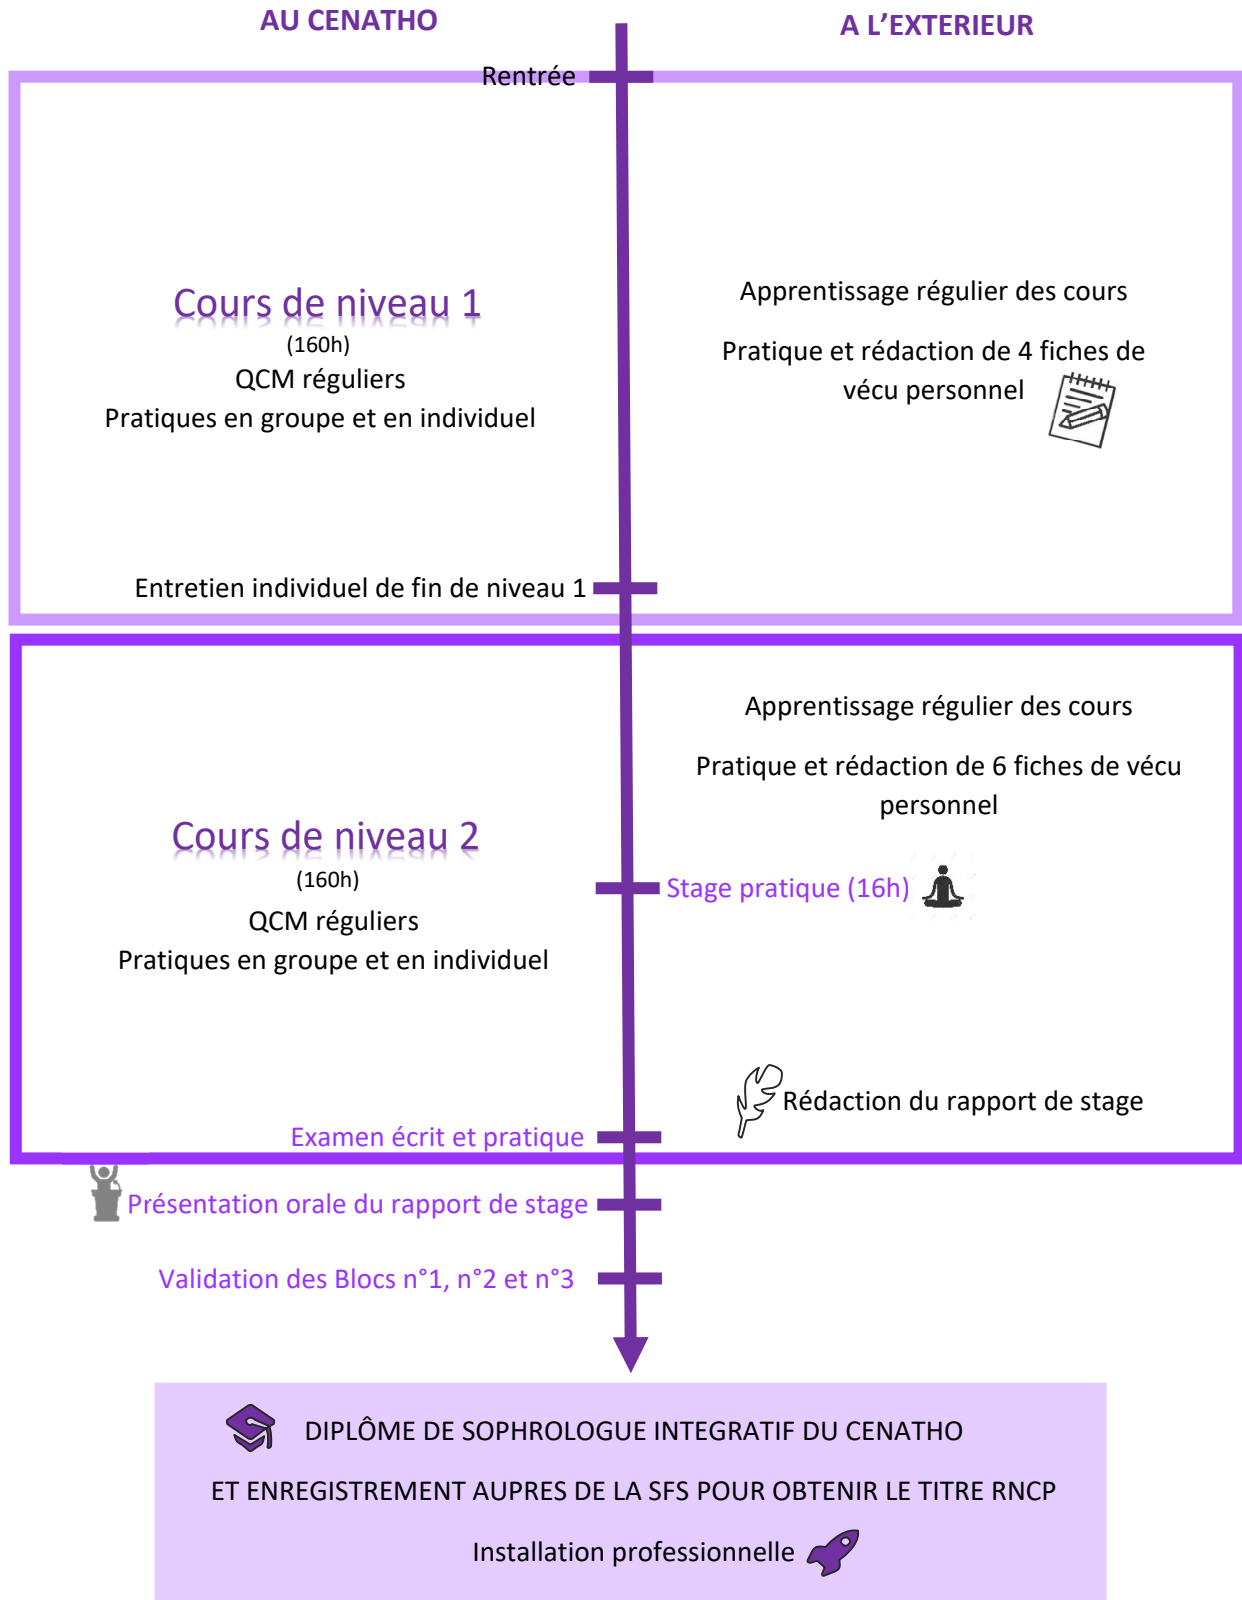 AU CENATHO
A L’EXTERIEUR
Rentrée
Cours de niveau 1
(160h)
QCM réguliers
Pratiques en groupe et en individuel
Apprentissage régulier des cours
Pratique et rédaction de 4 fiches de
vécu personnel
Entretien individuel de fin de niveau 1
Apprentissage régulier des cours
Pratique et rédaction de 6 fiches de vécu
personnel
Cours de niveau 2
(160h)
QCM réguliers
Pratiques en groupe et en individuel
Stage pratique (16h)
Rédaction du rapport de stage
Examen écrit et pratique
Présentation orale du rapport de stage
Validation des Blocs n°1, n°2 et n°3
DIPLÔME DE SOPHROLOGUE INTEGRATIF DU CENATHO
ET ENREGISTREMENT AUPRES DE LA SFS POUR OBTENIR LE TITRE RNCP
Installation professionnelle